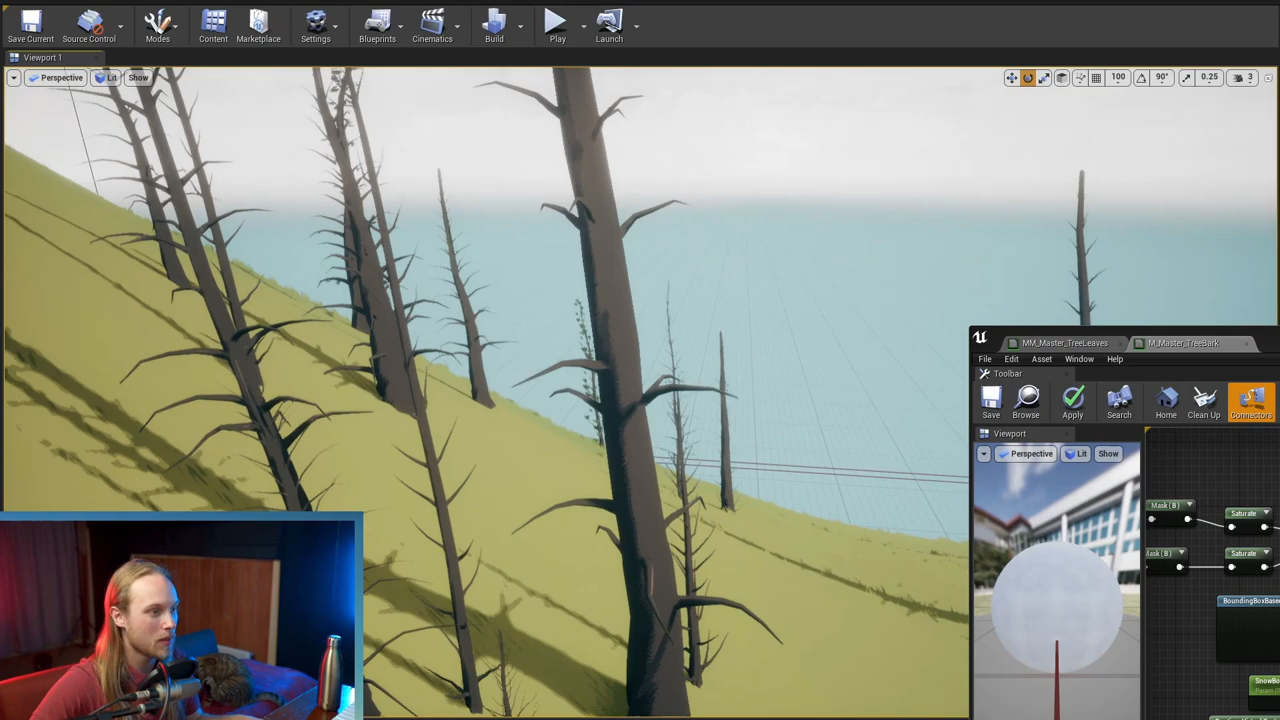 Save Current
Source Control
Modes
Content
Marketplace
Settings
Blueprints
Cinematics
Build
Play
Launch
Viewport 1
Perspective
Lit
Show
100
90°
0.25
3
MM_Master_TreeLeaves
M_Master_TreeBark
File
Edit
Asset
Window
Help
Toolbar
Save
Browse
Apply
Search
Home
Clean Up
Connectors
Viewport
Perspective
Lit
Show
Mask ( B )
Saturate
Mask ( B )
Saturate
BoundingBoxBase
SnowBo